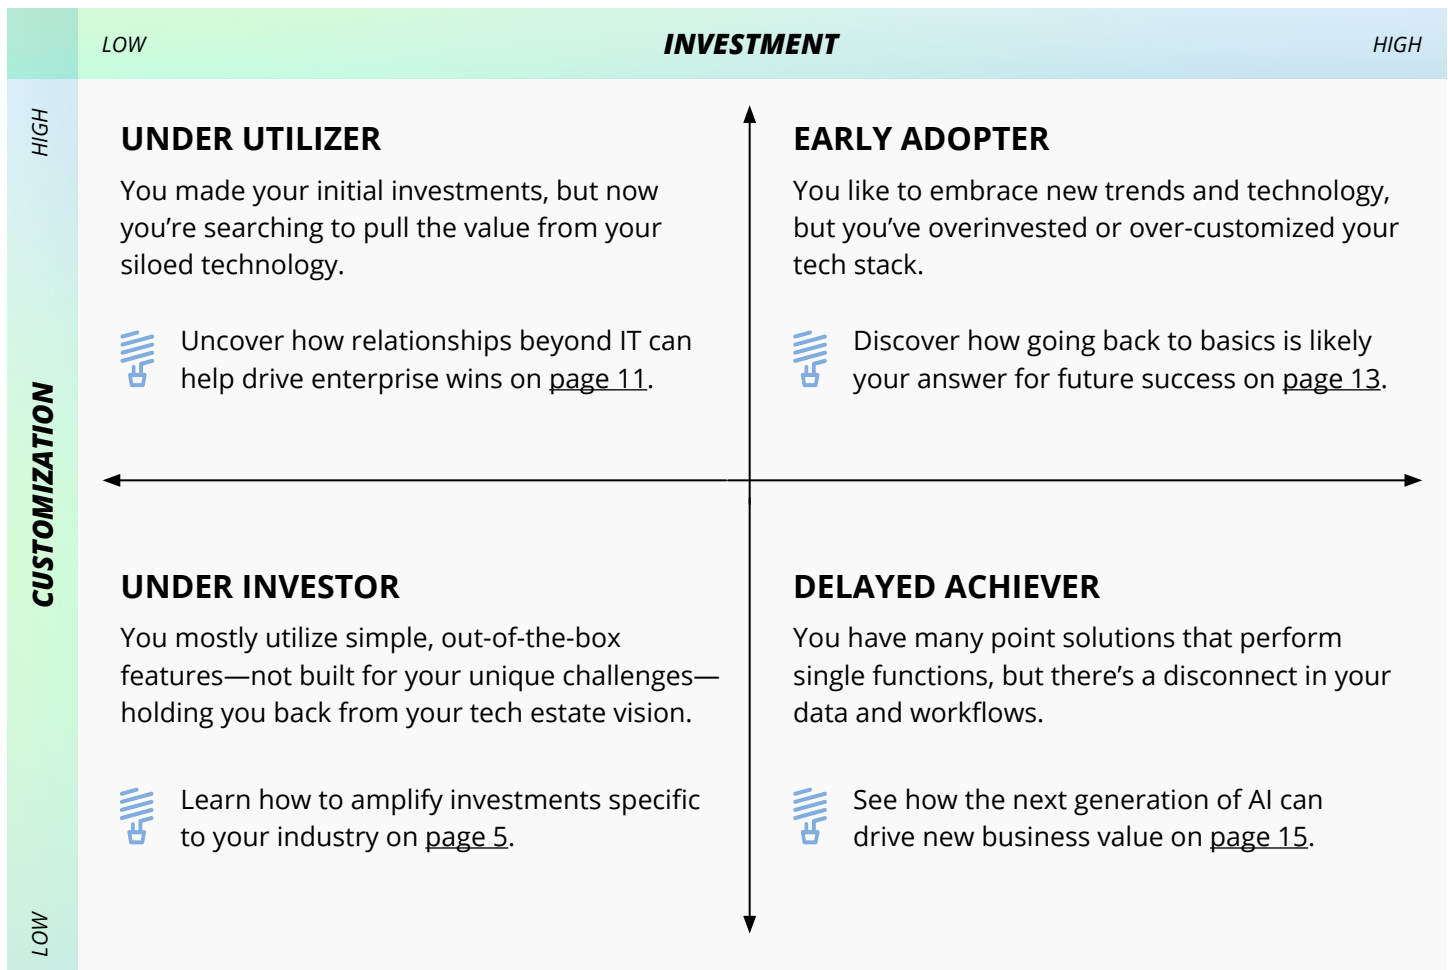 LOW
INVESTMENT
HIGH
HIGH
CUSTOMIZATION
LOW
UNDER UTILIZER
You made your initial investments, but now
you’re searching to pull the value from your
siloed technology.
Uncover how relationships beyond IT can
help drive enterprise wins on page 11.
EARLY ADOPTER
You like to embrace new trends and technology,
but you’ve overinvested or over-customized your
tech stack.
Discover how going back to basics is likely
your answer for future success on page 13.
UNDER INVESTOR
You mostly utilize simple, out-of-the-box
features—not built for your unique challenges—
holding you back from your tech estate vision.
Learn how to amplify investments specific
to your industry on page 5.
DELAYED ACHIEVER
You have many point solutions that perform
single functions, but there’s a disconnect in your
data and workflows.
See how the next generation of AI can
drive new business value on page 15.